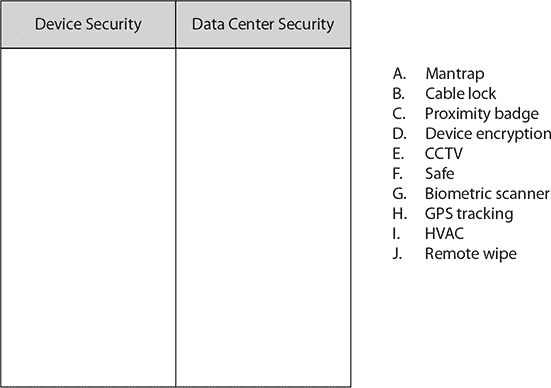 Device Security
Data Center Security
A. Mantrap
B. Cable lock
C. Proximity badge
D. Device encryption
E. CCTV
F. Safe
G. Biometric scanner
H. GPS tracking
I. HVAC
J. Remote wipe